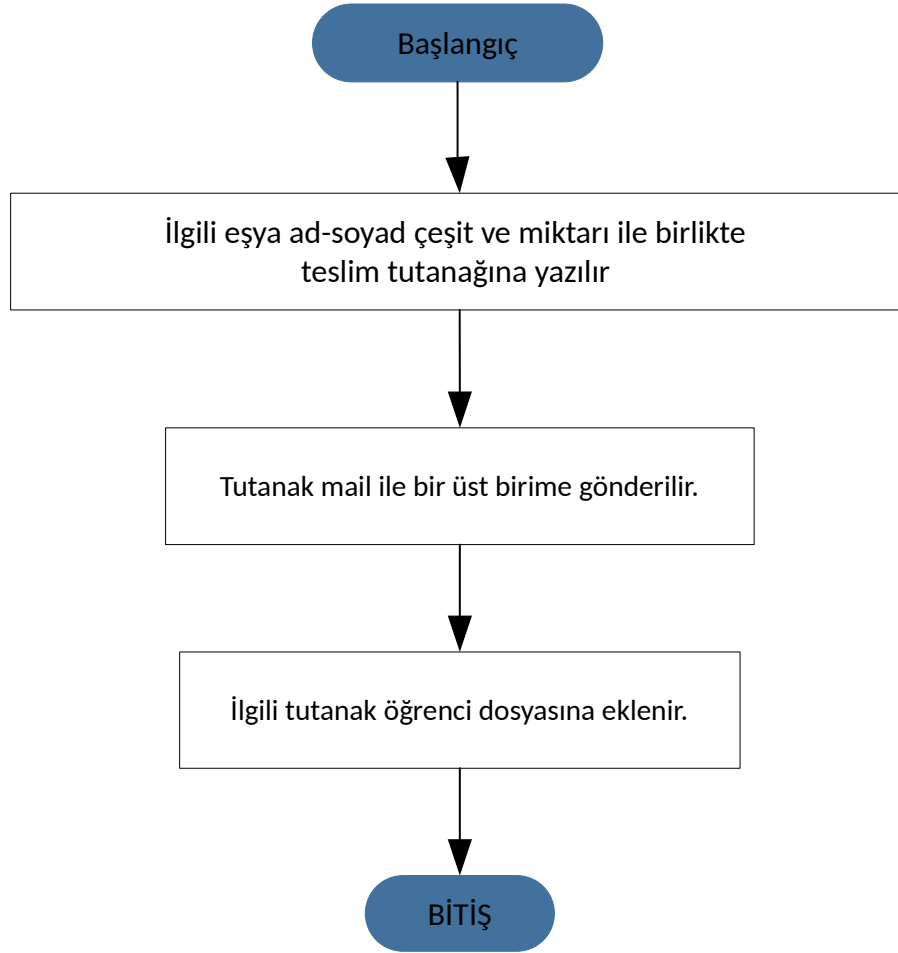 Başlangıç
İlgili eşya ad-soyad çeşit ve miktarı ile birlikte
teslim tutanağına yazılır
Tutanak mail ile bir üst birime gönderilir.
İlgili tutanak öğrenci dosyasına eklenir.
BİTİŞ